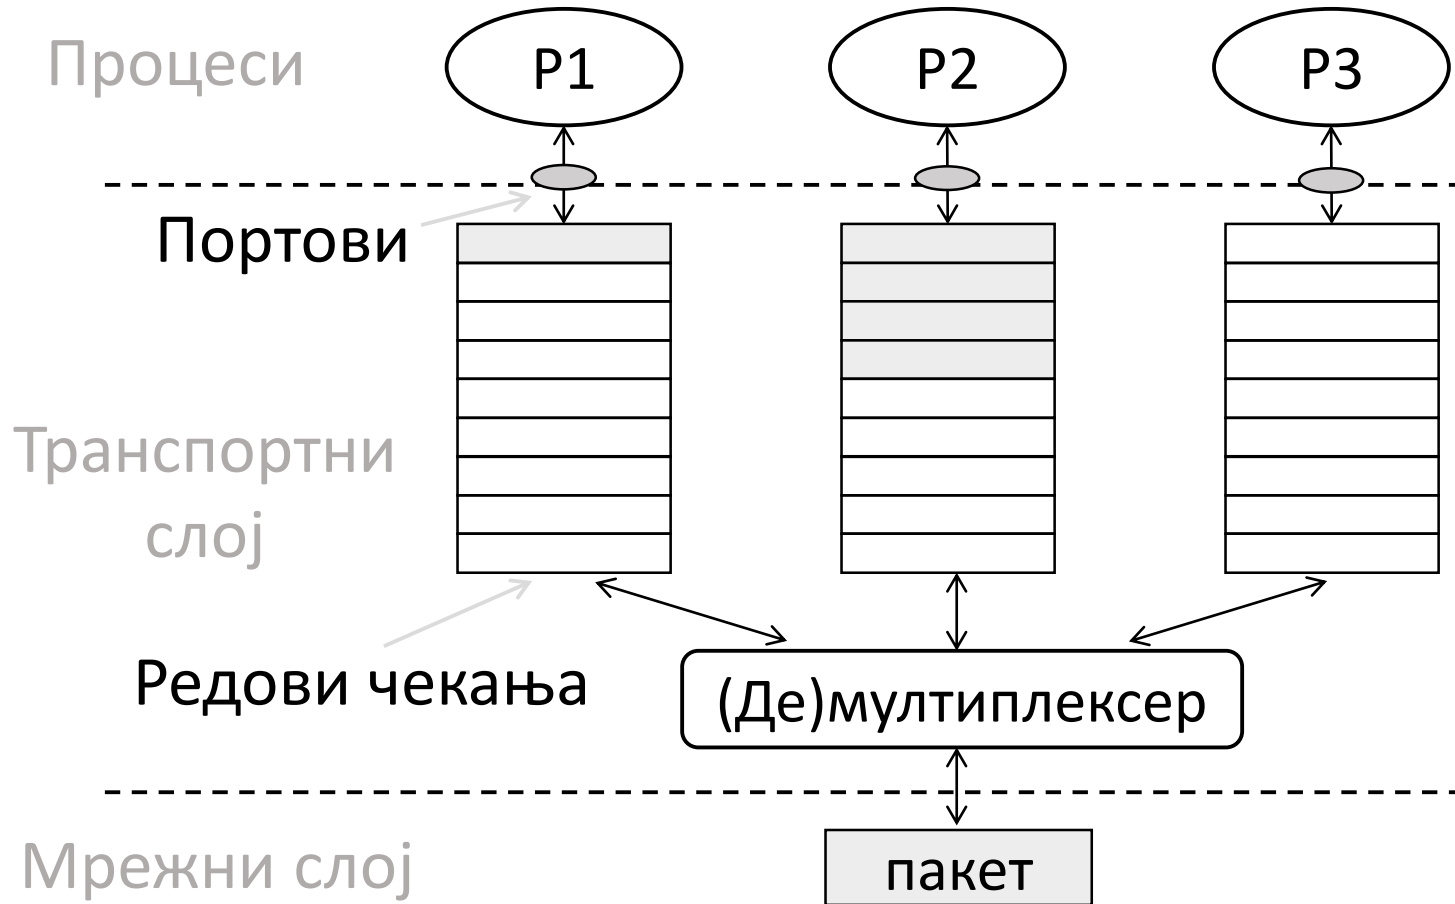 Процеси
P1
P2
P3
Портови
Транспортни
слој
Редови чекања
(Де)мултиплексер
Мрежни слој
пакет